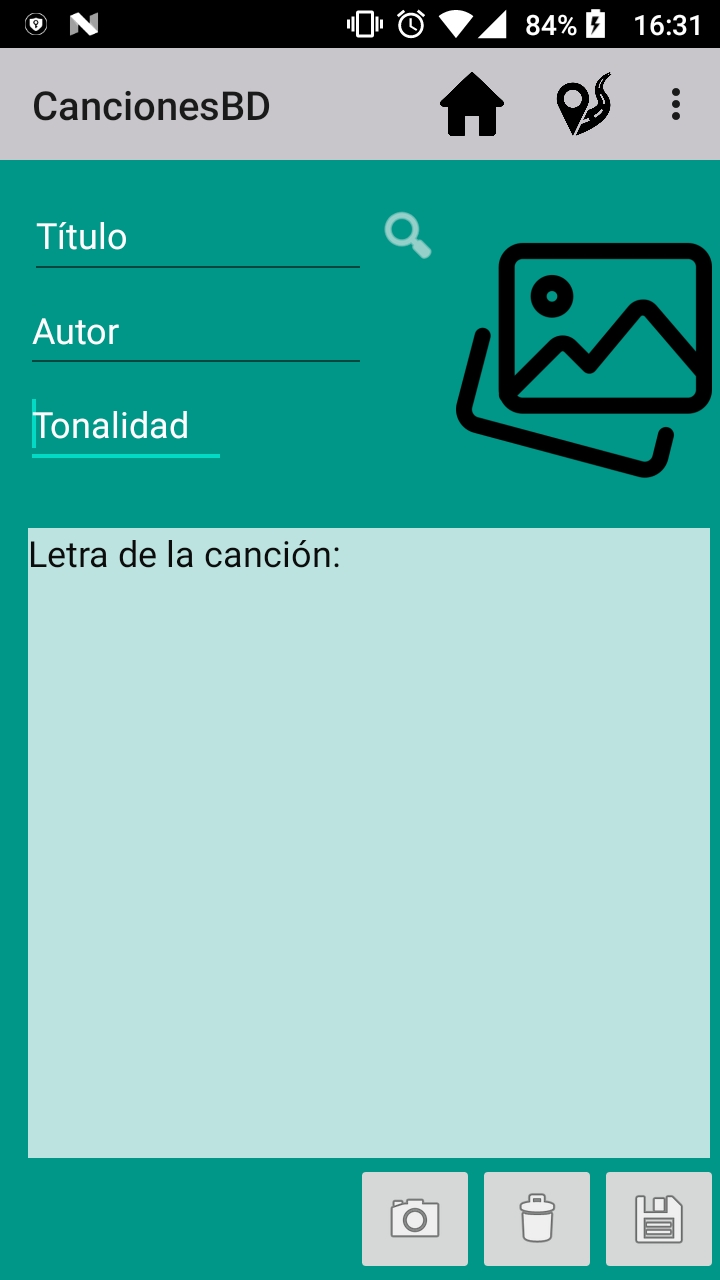 84% 16:31
CancionesBD
Título
Autor
Tonalidad
Letra de la canción: